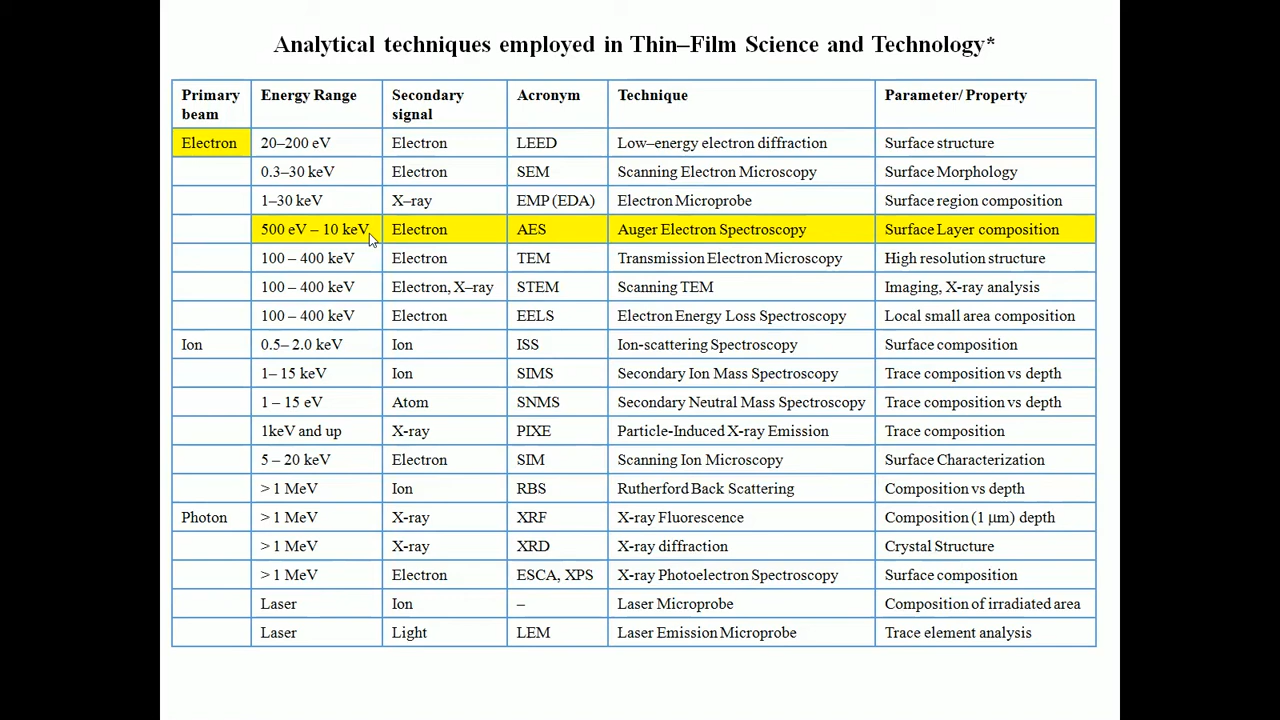 Analytical techniques employed in Thin–Film Science and Technology*
Primary beam Energy Range Secondary signal Acronym Technique Parameter/ Property
Electron 20–200 eV Electron LEED Low–energy electron diffraction Surface structure
0.3–30 keV Electron SEM Scanning Electron Microscopy Surface Morphology
1–30 keV X–ray EMP (EDA) Electron Microprobe Surface region composition
500 eV – 10 keV Electron AES Auger Electron Spectroscopy Surface Layer composition
100 – 400 keV Electron TEM Transmission Electron Microscopy High resolution structure
100 – 400 keV Electron, X–ray STEM Scanning TEM Imaging, X-ray analysis
100 – 400 keV Electron EELS Electron Energy Loss Spectroscopy Local small area composition
Ion 0.5– 2.0 keV Ion ISS Ion-scattering Spectroscopy Surface composition
1– 15 keV Ion SIMS Secondary Ion Mass Spectroscopy Trace composition vs depth
1 – 15 eV Atom SNMS Secondary Neutral Mass Spectroscopy Trace composition vs depth
1keV and up X-ray PIXE Particle-Induced X-ray Emission Trace composition
5 – 20 keV Electron SIM Scanning Ion Microscopy Surface Characterization
> 1 MeV Ion RBS Rutherford Back Scattering Composition vs depth
Photon > 1 MeV X-ray XRF X-ray Fluorescence Composition (1 μm) depth
> 1 MeV X-ray XRD X-ray diffraction Crystal Structure
> 1 MeV Electron ESCA, XPS X-ray Photoelectron Spectroscopy Surface composition
Laser Ion – Laser Microprobe Composition of irradiated area
Laser Light LEM Laser Emission Microprobe Trace element analysis